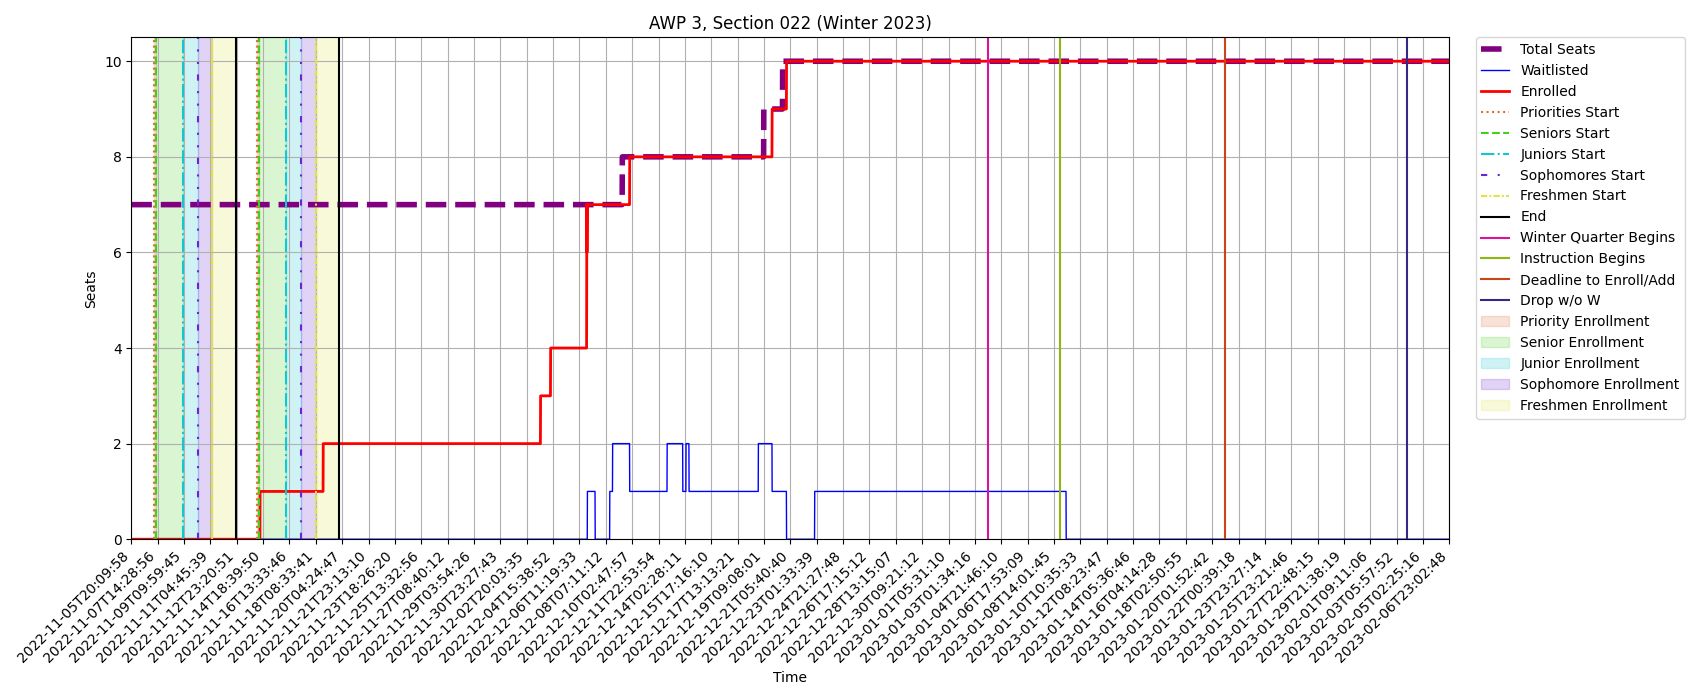 AWP 3, Section 022 (Winter 2023)
Seats
10
8
6
4
2
0
2022-11-05T20:09:58
2022-11-07T14:28:56
2022-11-09T09:59:45
2022-11-11T04:45:39
2022-11-12T23:20:51
2022-11-14T18:39:50
2022-11-16T13:33:46
2022-11-18T08:33:41
2022-11-20T04:24:47
2022-11-21T23:13:10
2022-11-23T18:26:20
2022-11-25T13:32:56
2022-11-27T08:40:12
2022-11-29T03:54:26
2022-11-30T23:27:43
2022-12-02T20:03:35
2022-12-04T15:38:52
2022-12-06T11:19:33
2022-12-08T07:11:12
2022-12-10T02:47:57
2022-12-11T22:53:54
2022-12-14T02:28:11
2022-12-15T17:16:10
2022-12-17T13:13:21
2022-12-19T09:08:01
2022-12-21T05:40:40
2022-12-23T01:33:39
2022-12-24T21:27:48
2022-12-26T17:15:12
2022-12-28T13:15:07
2022-12-30T09:21:12
2023-01-01T05:31:10
2023-01-03T01:34:16
2023-01-04T21:46:10
2023-01-06T17:53:09
2023-01-08T14:01:45
2023-01-10T10:35:33
2023-01-12T08:23:47
2023-01-14T05:36:46
2023-01-16T04:14:28
2023-01-18T02:50:55
2023-01-20T01:52:42
2023-01-22T00:39:18
2023-01-23T23:27:14
2023-01-25T23:21:46
2023-01-27T22:48:15
2023-01-29T21:38:19
2023-02-01T09:11:06
2023-02-03T05:57:52
2023-02-05T02:25:16
2023-02-06T23:02:48
Time
Total Seats
Waitlisted
Enrolled
Priorities Start
Seniors Start
Juniors Start
Sophomores Start
Freshmen Start
End
Winter Quarter Begins
Instruction Begins
Deadline to Enroll/Add
Drop w/o W
Priority Enrollment
Senior Enrollment
Junior Enrollment
Sophomore Enrollment
Freshmen Enrollment